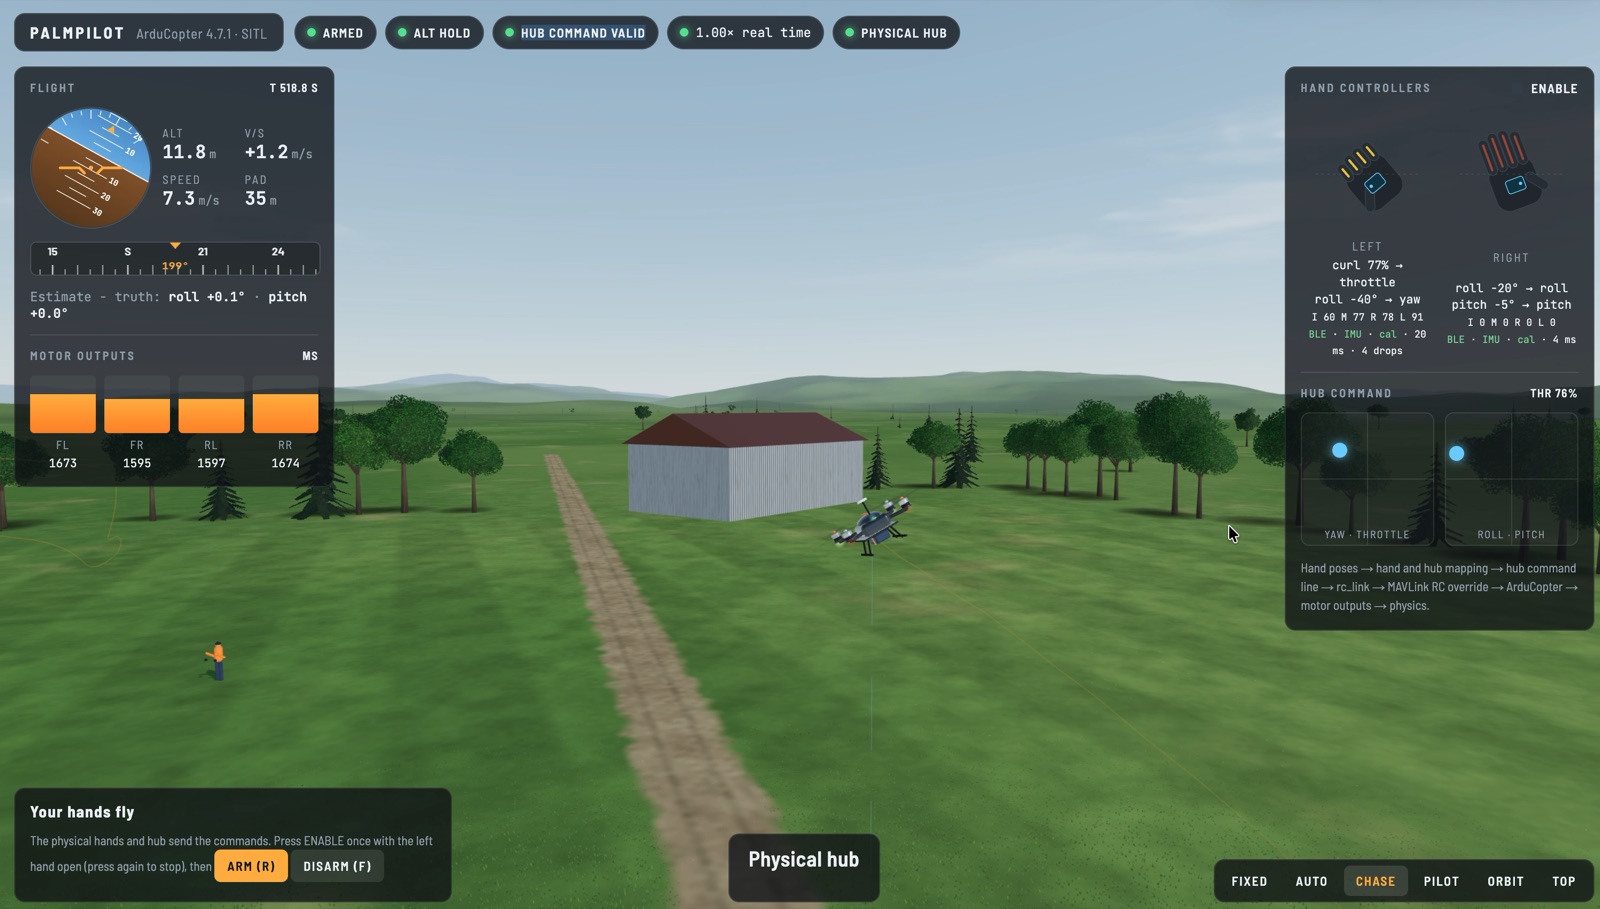 PALMPILOT ArduCopter 4.7.1 · SITL
ARMED
ALT HOLD
HUB COMMAND VALID
1.00× real time
PHYSICAL HUB
FLIGHT T 518.8 S
10
10
20
30
ALT V/S
11.8 m +1.2 m/s
SPEED PAD
7.3 m/s 35 m
15 S 21 24
199°
Estimate - truth: roll +0.1° · pitch
+0.0°
MOTOR OUTPUTS MS
FL FR RL RR
1673 1595 1597 1674
HAND CONTROLLERS ENABLE
LEFT
curl 77% →
throttle
roll -40° → yaw
I 60 M 77 R 78 L 91
BLE · IMU · cal · 20
ms · 4 drops
RIGHT
roll -20° → roll
pitch -5° → pitch
I 0 M 0 R 0 L 0
BLE · IMU · cal · 4 ms
HUB COMMAND THR 76%
YAW · THROTTLE ROLL · PITCH
Hand poses → hand and hub mapping → hub command
line → rc_link → MAVLink RC override → ArduCopter →
motor outputs → physics.
Your hands fly
The physical hands and hub send the commands. Press ENABLE once with the left
hand open (press again to stop), then ARM (R) DISARM (F)
Physical hub
FIXED AUTO CHASE PILOT ORBIT TOP